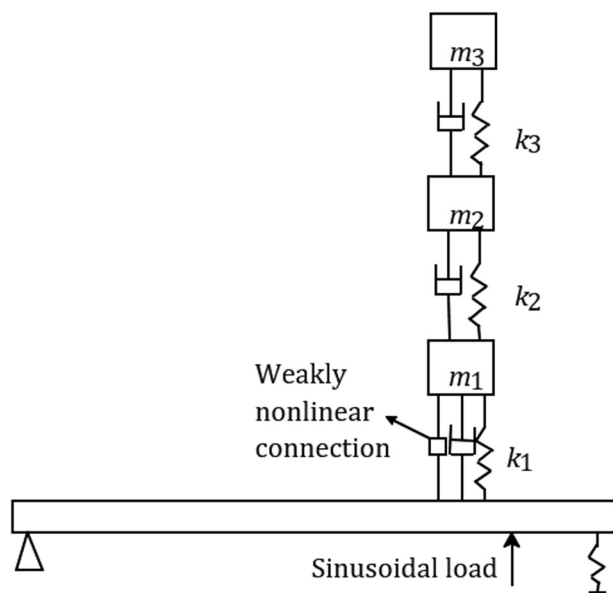 m3
k3
m2
k2
m1
Weakly
nonlinear
connection
k1
Sinusoidal load